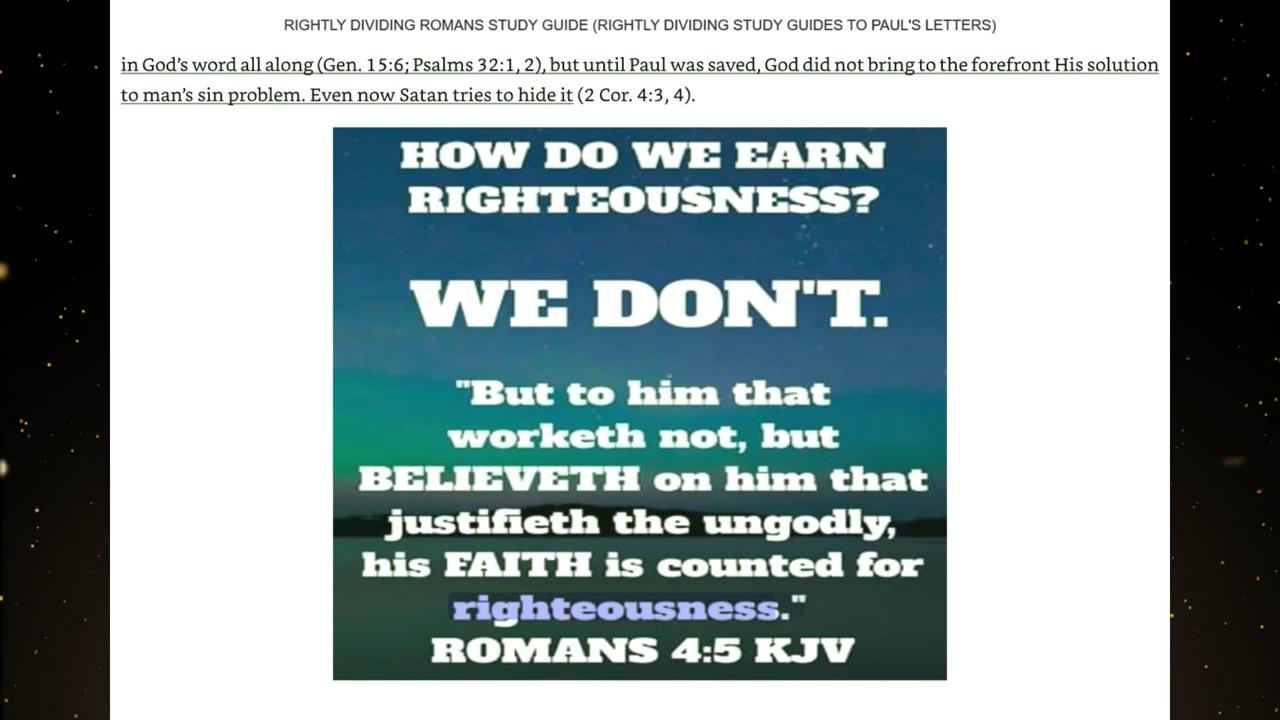 RIGHTLY DIVIDING ROMANS STUDY GUIDE (RIGHTLY DIVIDING STUDY GUIDES TO PAUL'S LETTERS)
in God’s word all along (Gen. 15:6; Psalms 32:1, 2), but until Paul was saved, God did not bring to the forefront His solution
to man’s sin problem. Even now Satan tries to hide it (2 Cor. 4:3, 4).
HOW DO WE EARN
RIGHTEOUSNESS?
WE DON'T.
"But to him that
worketh not, but
BELIEVETH on him that
justifieth the ungodly,
his FAITH is counted for
righteousness."
ROMANS 4:5 KJV